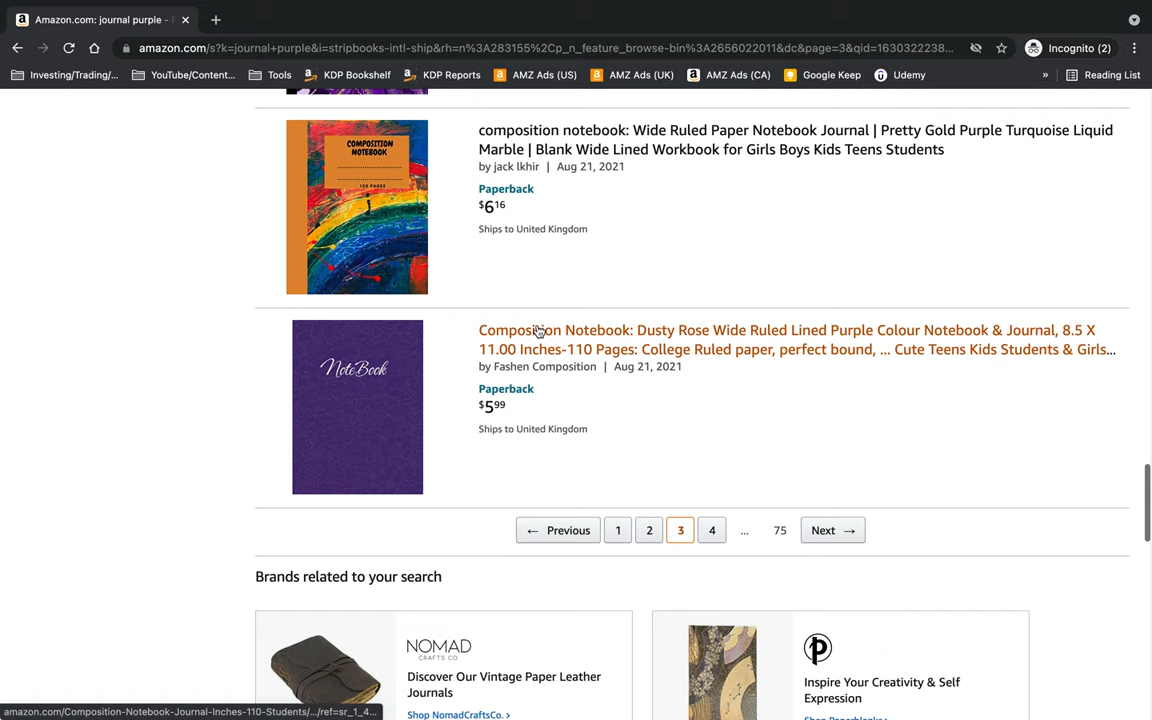 Amazon.com: journal purple -
amazon.com/s?k=journal+purple&i=stripbooks-intl-ship&rh=n%3A283155%2Cp_n_feature_browse-bin%3A2656022011&dc&page=3&qid=1630322238...
Incognito (2)
Investing/Trading/...
YouTube/Content...
Tools
KDP Bookshelf
KDP Reports
AMZ Ads (US)
AMZ Ads (UK)
AMZ Ads (CA)
Google Keep
Udemy
»
Reading List
COMPOSITION
NOTEBOOK
120 PAGES
composition notebook: Wide Ruled Paper Notebook Journal | Pretty Gold Purple Turquoise Liquid
Marble | Blank Wide Lined Workbook for Girls Boys Kids Teens Students
by jack lkhir | Aug 21, 2021
Paperback
$6 16
Ships to United Kingdom
NoteBook
Composition Notebook: Dusty Rose Wide Ruled Lined Purple Colour Notebook & Journal, 8.5 X
11.00 Inches-110 Pages: College Ruled paper, perfect bound, ... Cute Teens Kids Students & Girls...
by Fashen Composition | Aug 21, 2021
Paperback
$5 99
Ships to United Kingdom
← Previous 1 2 3 4 ... 75 Next →
Brands related to your search
NOMAD
CRAFTS CO.
Discover Our Vintage Paper Leather
Journals
Shop NomadCraftsCo. ›
Inspire Your Creativity & Self
Expression
Shop Paperblanks ›
amazon.com/Composition-Notebook-Journal-Inches-110-Students/.../ref=sr_1_4...